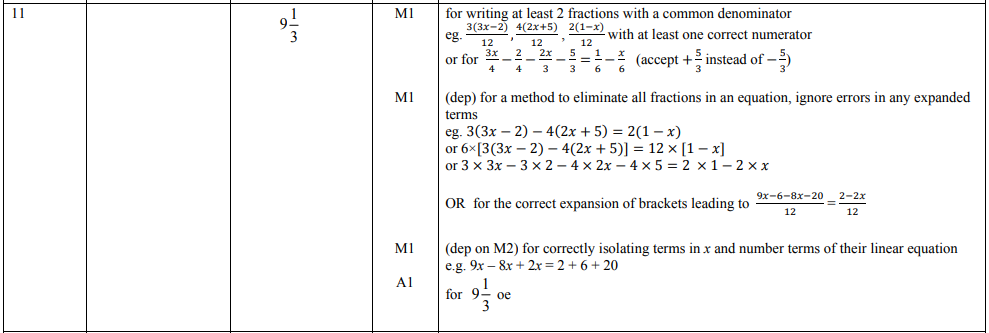 11
9 1/3
M1
for writing at least 2 fractions with a common denominator
eg. 3(3x−2)/12 , 4(2x+5)/12 , 2(1−x)/12 with at least one correct numerator
or for 3x/4 − 2/4 − 2x/3 − 5/3 = 1/6 − x/6 (accept + 5/3 instead of − 5/3)
M1
(dep) for a method to eliminate all fractions in an equation, ignore errors in any expanded
terms
eg. 3(3x − 2) − 4(2x + 5) = 2(1 − x)
or 6×[3(3x − 2) − 4(2x + 5)] = 12 × [1 − x]
or 3 × 3x − 3 × 2 − 4 × 2x − 4 × 5 = 2 × 1 − 2 × x
OR for the correct expansion of brackets leading to 9x−6−8x−20/12 = 2−2x/12
M1
(dep on M2) for correctly isolating terms in x and number terms of their linear equation
e.g. 9x – 8x + 2x = 2 + 6 + 20
A1
for 9 1/3 oe